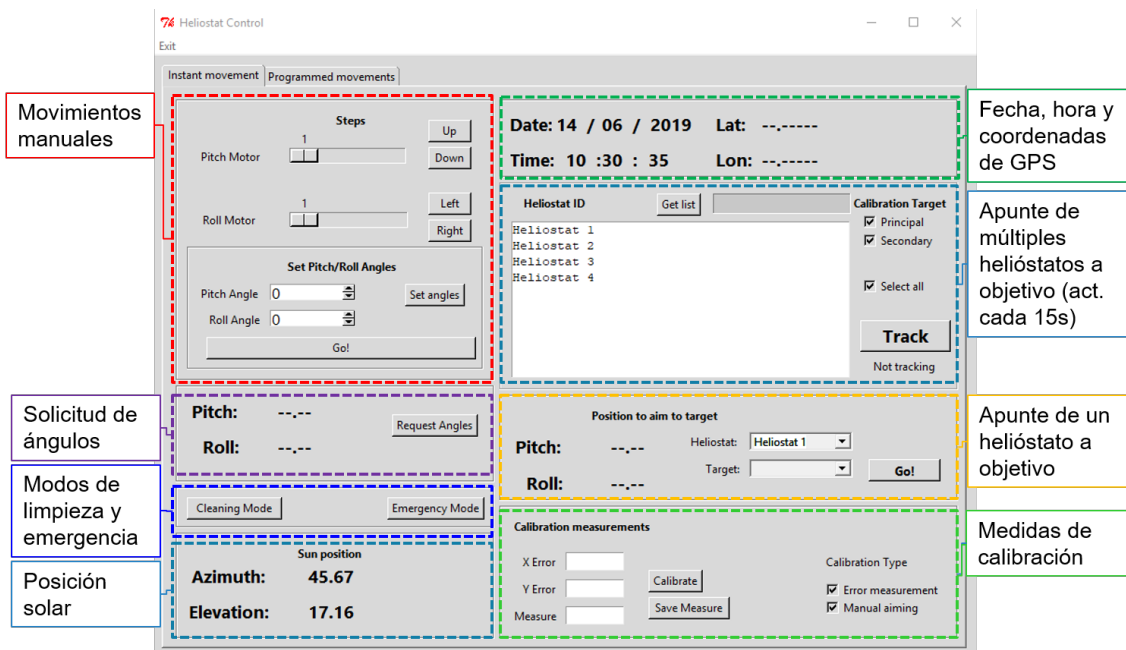 Heliostat Control
Exit
Instant movement
Programmed movements
Movimientos
manuales
Steps
Pitch Motor
1
Up
Down
Roll Motor
1
Left
Right
Set Pitch/Roll Angles
Pitch Angle 0
Set angles
Roll Angle 0
Go!
Date: 14 / 06 / 2019 Lat: --.-----
Time: 10 :30 : 35 Lon: --.-----
Fecha, hora y
coordenadas
de GPS
Heliostat ID
Get list
Calibration Target
Principal
Secondary
Heliostat 1
Heliostat 2
Heliostat 3
Heliostat 4
Select all
Track
Not tracking
Apunte de
múltiples
helióstatos a
objetivo (act.
cada 15s)
Solicitud de
ángulos
Pitch: --.--
Request Angles
Roll: --.--
Position to aim to target
Pitch: --.--
Heliostat: Heliostat 1
Target:
Roll: --.--
Go!
Apunte de un
helióstato a
objetivo
Modos de
limpieza y
emergencia
Cleaning Mode
Emergency Mode
Posición
solar
Sun position
Azimuth: 45.67
Elevation: 17.16
Calibration measurements
X Error
Y Error
Measure
Calibrate
Save Measure
Calibration Type
Error measurement
Manual aiming
Medidas de
calibración